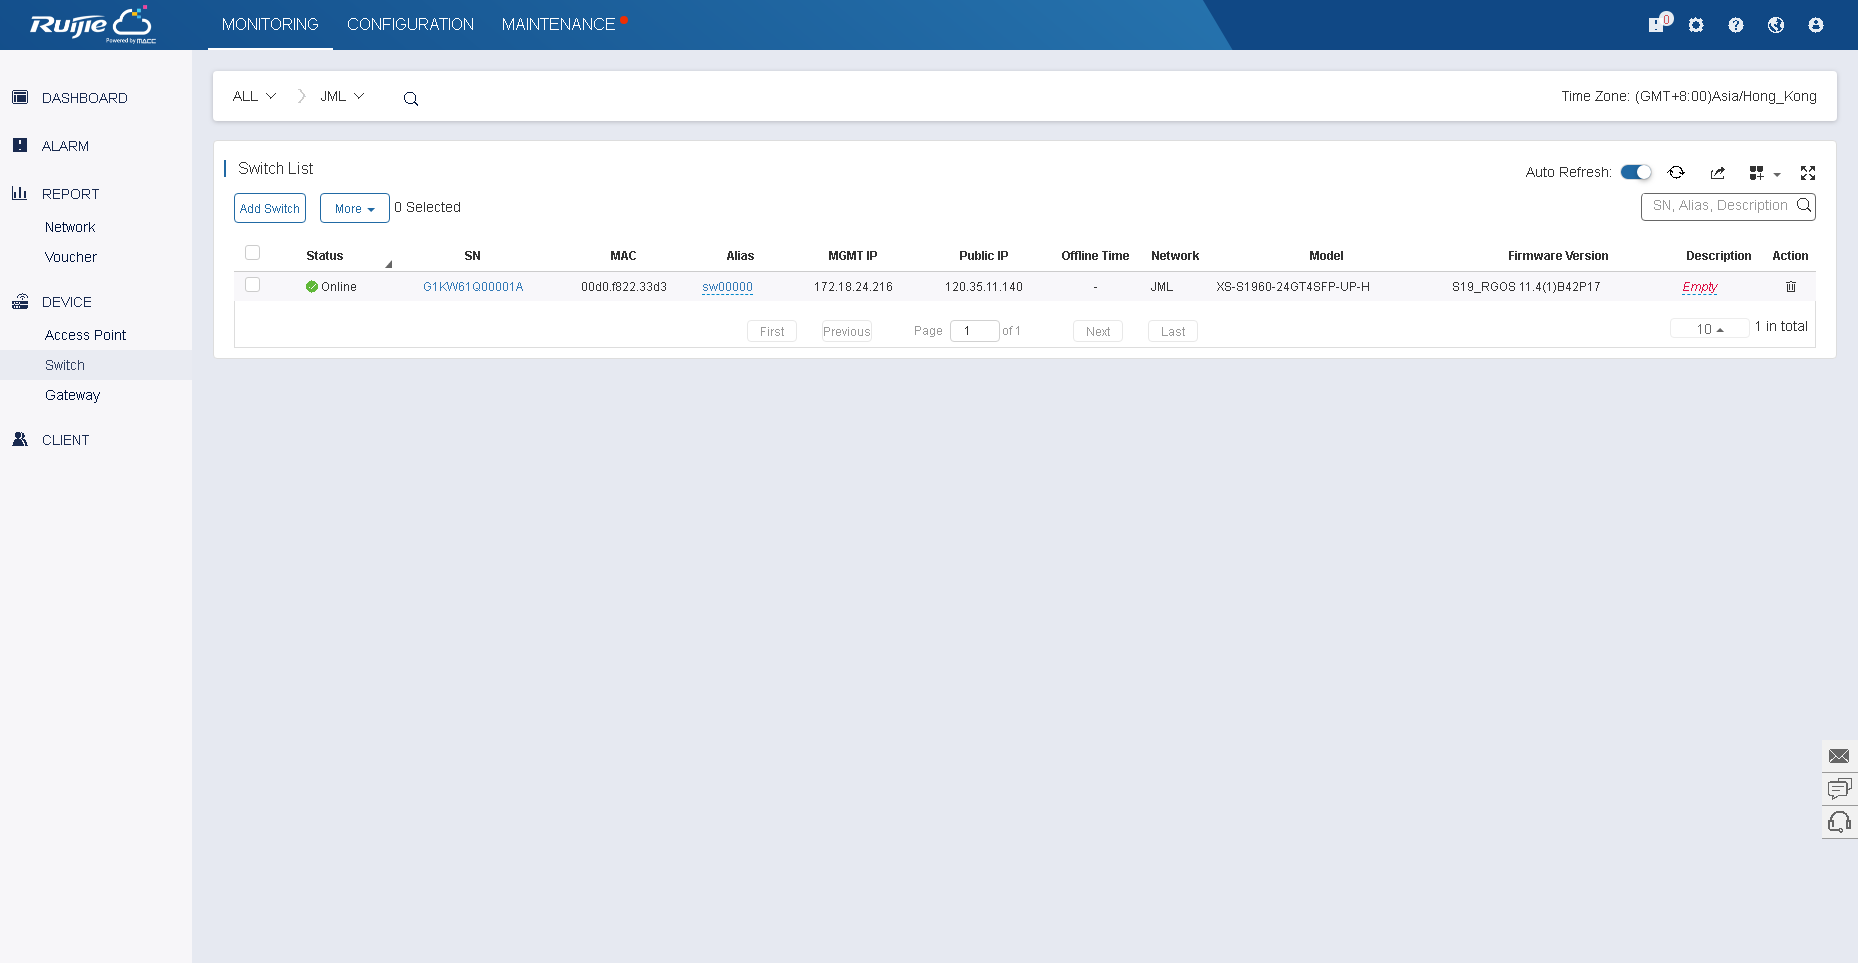 Ruijie
Powered by MACC
MONITORING CONFIGURATION MAINTENANCE
0
DASHBOARD
ALARM
REPORT
Network
Voucher
DEVICE
Access Point
Switch
Gateway
CLIENT
ALL JML
Time Zone: (GMT+8:00)Asia/Hong_Kong
Switch List
Auto Refresh:
Add Switch More 0 Selected
SN, Alias, Description
Status SN MAC Alias MGMT IP Public IP Offline Time Network Model Firmware Version Description Action
Online G1KW61Q00001A 00d0.f822.33d3 sw00000 172.18.24.216 120.35.11.140 - JML XS-S1960-24GT4SFP-UP-H S19_RGOS 11.4(1)B42P17 Empty
First Previous Page 1 of 1 Next Last 10 1 in total